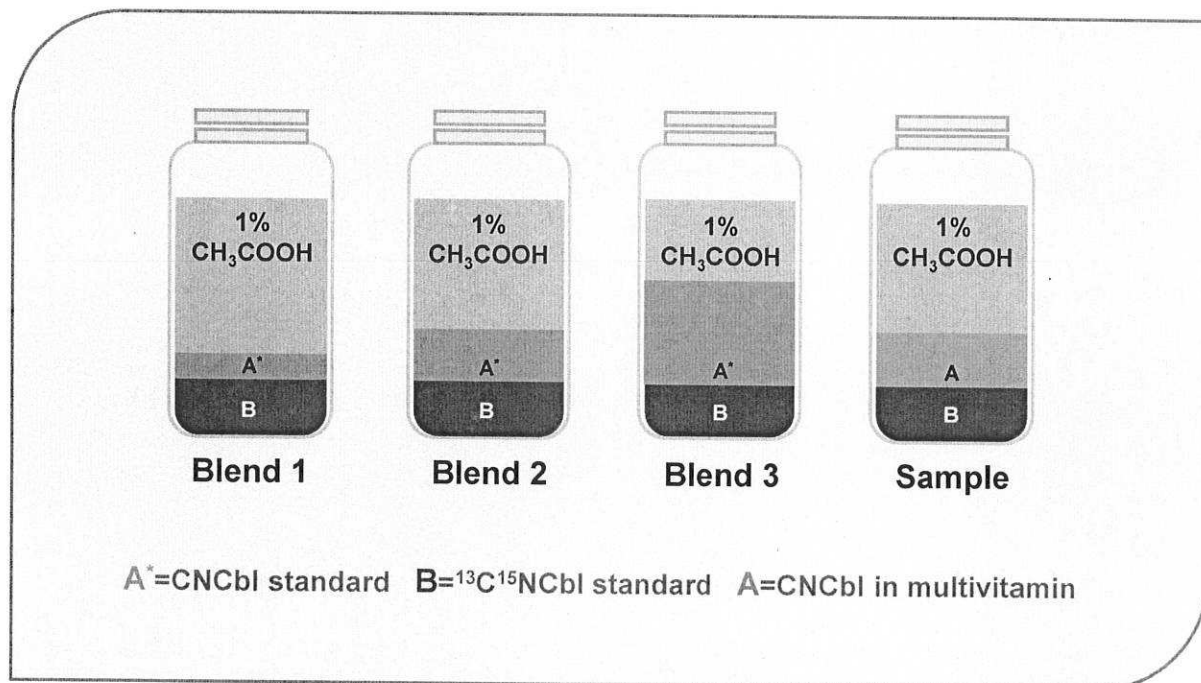 1%
CH₃COOH
A*
B
Blend 1
1%
CH₃COOH
A*
B
Blend 2
1%
CH₃COOH
A*
B
Blend 3
1%
CH₃COOH
A
B
Sample
A*=CNCbl standard B=¹³C¹⁵NCbl standard A=CNCbl in multivitamin